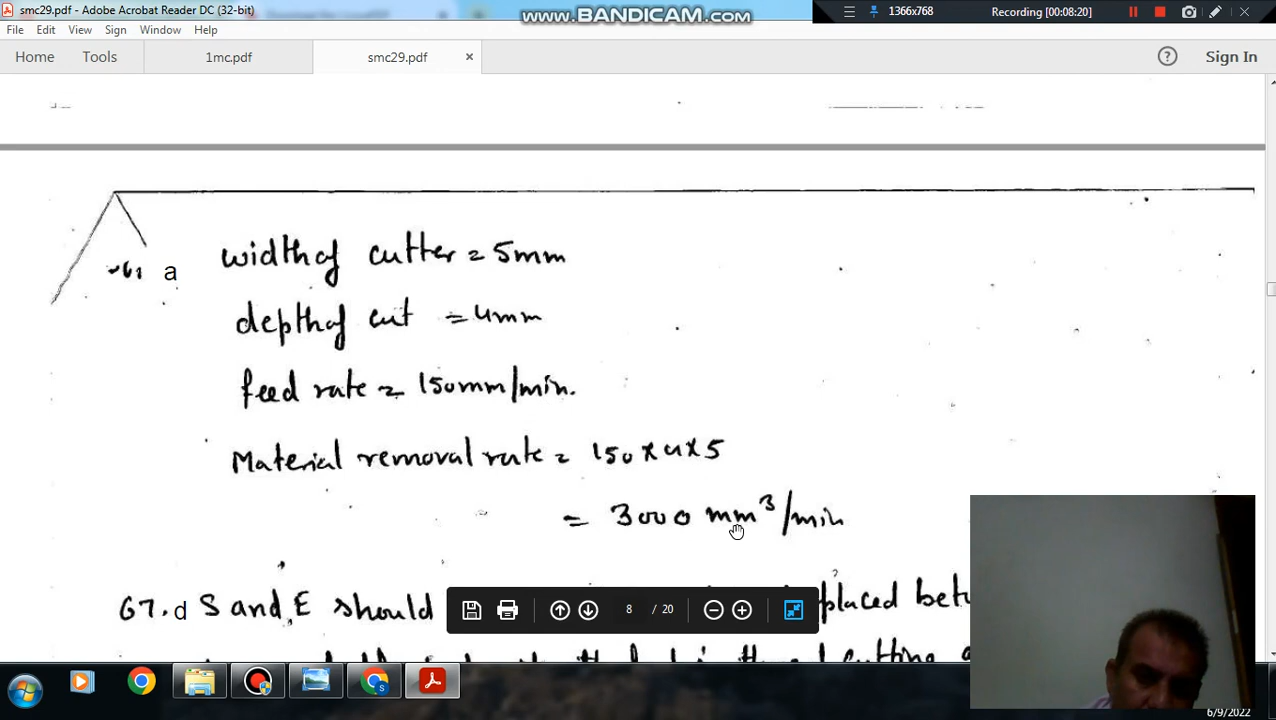 smc29.pdf - Adobe Acrobat Reader DC (32-bit)
www.BANDICAM.com
1366x768
Recording [00:08:20]
File Edit View Sign Window Help
Home Tools 1mc.pdf smc29.pdf × ? Sign In
a width of cutter = 5mm
depth of cut = 4mm
feed rate = 150mm/min.
Material removal rate = 150x4x5
= 3000 mm³/min
67. d S and E should
placed bet
cutting
8 / 20
6/9/2022